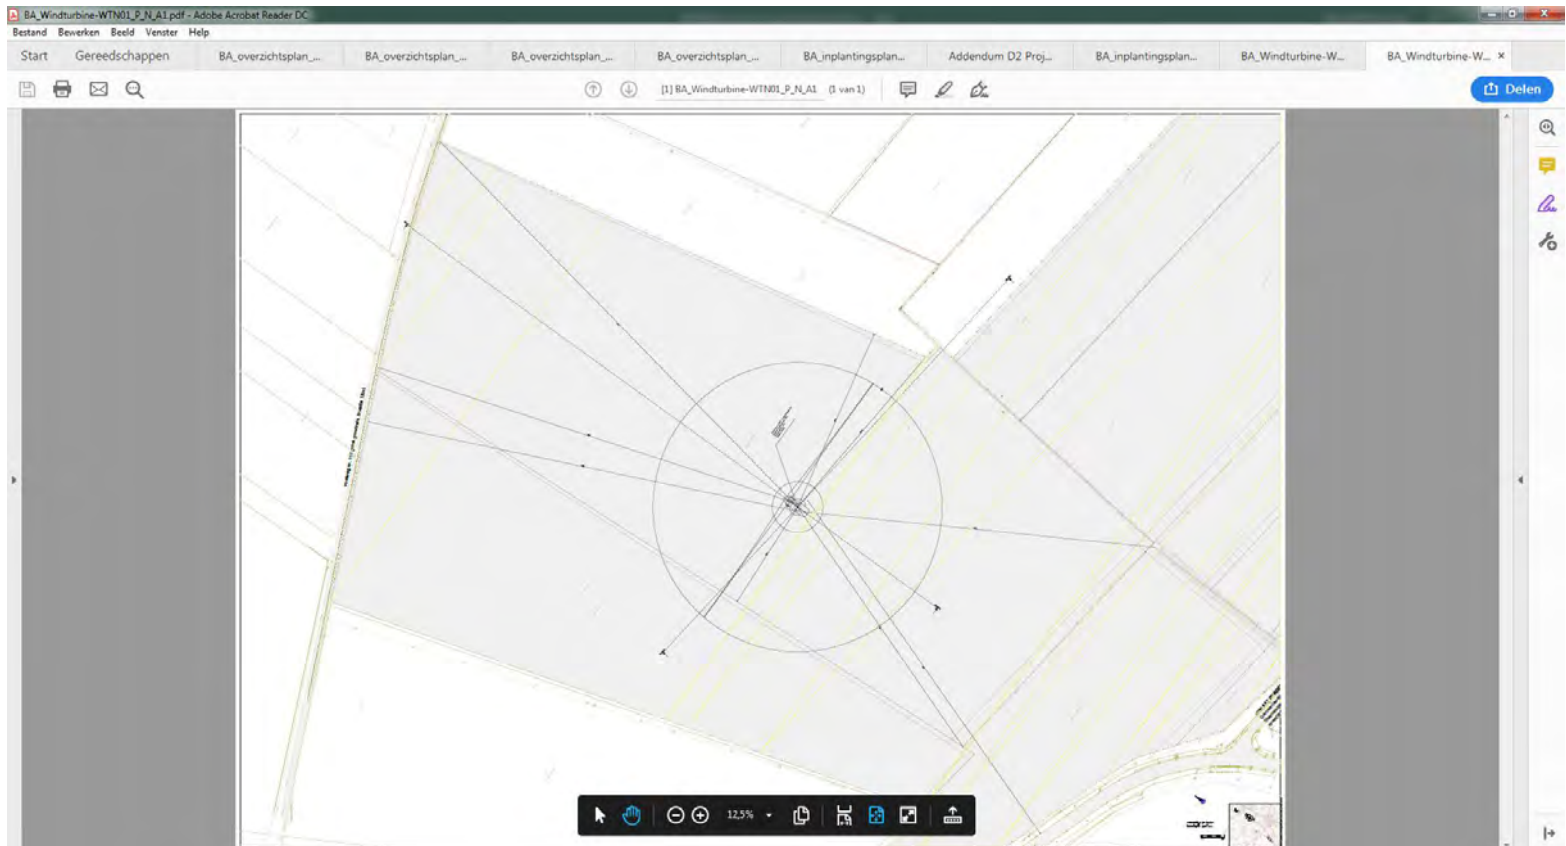 BA_Windturbine-WTN01_P_N_A1.pdf - Adobe Acrobat Reader DC
Bestand Bewerken Beeld Venster Help
Start Gereedschappen BA_overzichtsplan_... BA_overzichtsplan_... BA_overzichtsplan_... BA_overzichtsplan_... BA_inplantingsplan... Addendum D2 Proj... BA_inplantingsplan... BA_Windturbine-W... BA_Windturbine-W... ×
[1] BA_Windturbine-WTN01_P_N_A1 (1 van 1) Delen
12,5%